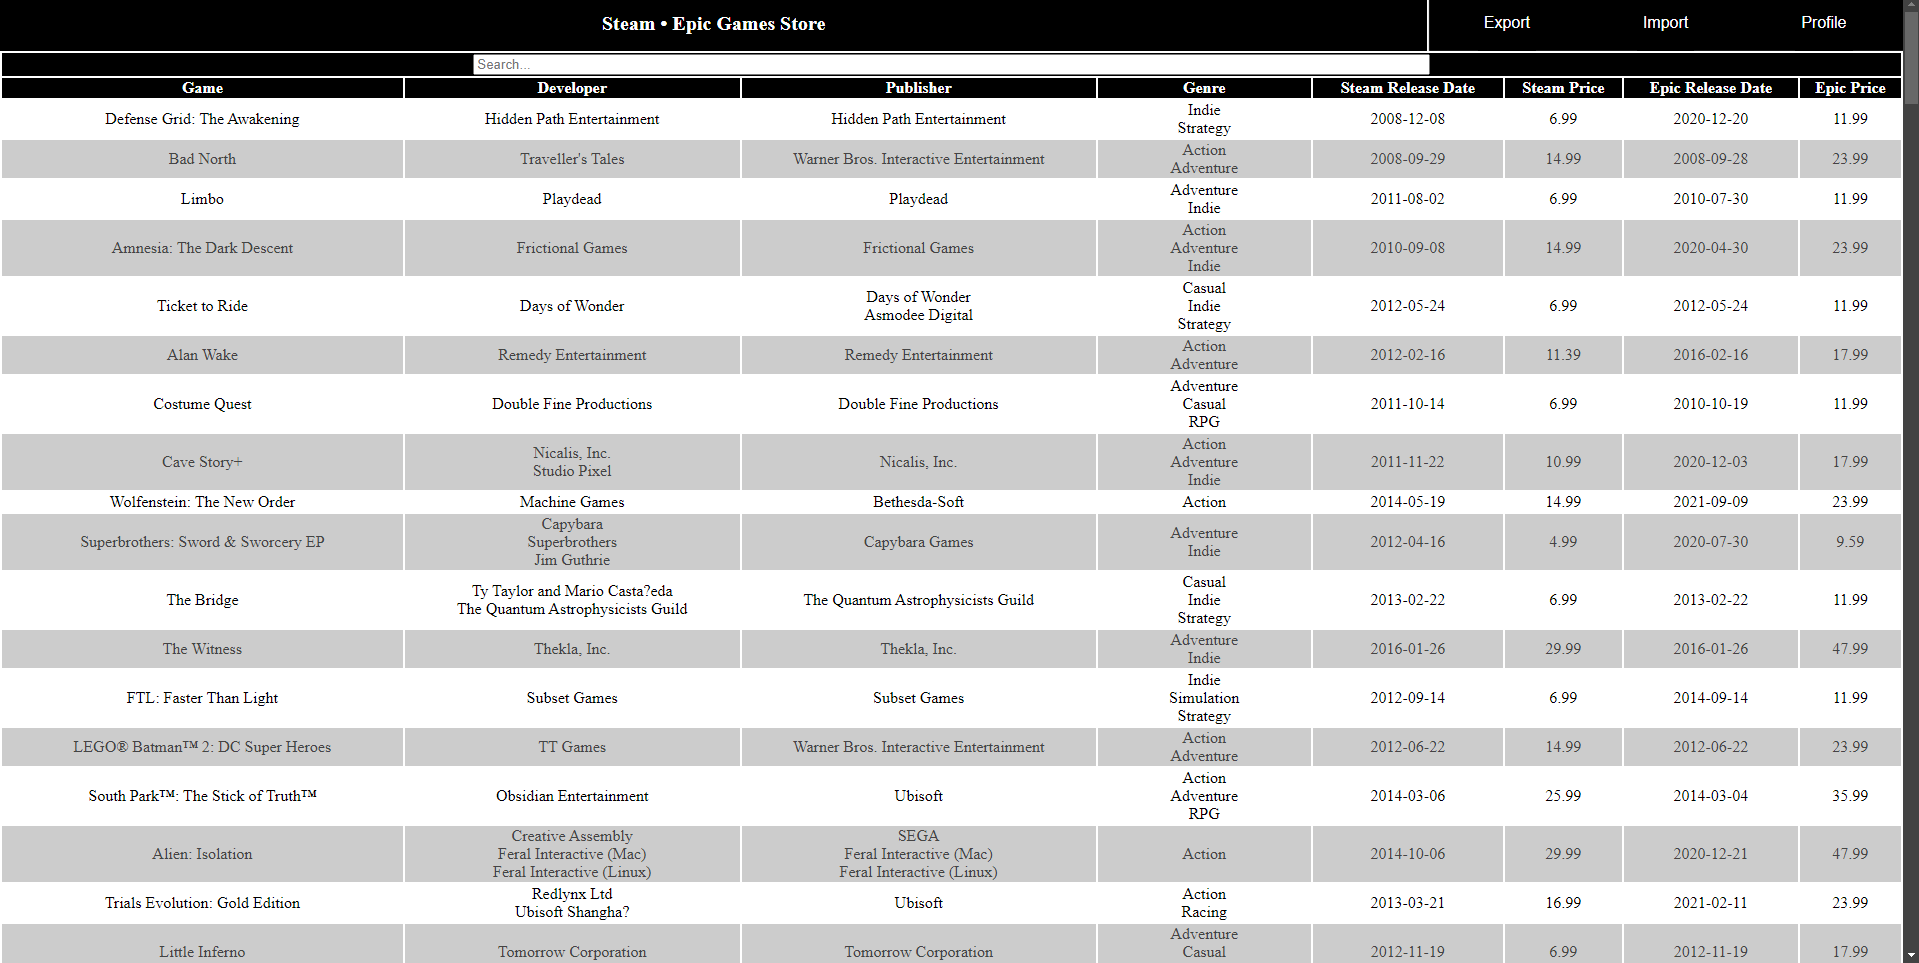 Steam • Epic Games Store
Export Import Profile
Search...
Game Developer Publisher Genre Steam Release Date Steam Price Epic Release Date Epic Price
Defense Grid: The Awakening Hidden Path Entertainment Hidden Path Entertainment Indie 2008-12-08 6.99 2020-12-20 11.99
Strategy
Bad North Traveller's Tales Warner Bros. Interactive Entertainment Action 2008-09-29 14.99 2008-09-28 23.99
Adventure
Limbo Playdead Playdead Adventure 2011-08-02 6.99 2010-07-30 11.99
Indie
Amnesia: The Dark Descent Frictional Games Frictional Games Action 2010-09-08 14.99 2020-04-30 23.99
Adventure
Indie
Ticket to Ride Days of Wonder Days of Wonder Casual 2012-05-24 6.99 2012-05-24 11.99
Asmodee Digital Indie
Strategy
Alan Wake Remedy Entertainment Remedy Entertainment Action 2012-02-16 11.39 2016-02-16 17.99
Adventure
Costume Quest Double Fine Productions Double Fine Productions Adventure 2011-10-14 6.99 2010-10-19 11.99
Casual
RPG
Cave Story+ Nicalis, Inc. Nicalis, Inc. Action 2011-11-22 10.99 2020-12-03 17.99
Studio Pixel Adventure
Indie
Wolfenstein: The New Order Machine Games Bethesda-Soft Action 2014-05-19 14.99 2021-09-09 23.99
Superbrothers: Sword & Sworcery EP Capybara Capybara Games Adventure 2012-04-16 4.99 2020-07-30 9.59
Superbrothers Indie
Jim Guthrie
The Bridge Ty Taylor and Mario Casta?eda The Quantum Astrophysicists Guild Casual 2013-02-22 6.99 2013-02-22 11.99
The Quantum Astrophysicists Guild Indie
Strategy
The Witness Thekla, Inc. Thekla, Inc. Adventure 2016-01-26 29.99 2016-01-26 47.99
Indie
FTL: Faster Than Light Subset Games Subset Games Indie 2012-09-14 6.99 2014-09-14 11.99
Simulation
Strategy
LEGO® Batman™ 2: DC Super Heroes TT Games Warner Bros. Interactive Entertainment Action 2012-06-22 14.99 2012-06-22 23.99
Adventure
South Park™: The Stick of Truth™ Obsidian Entertainment Ubisoft Action 2014-03-06 25.99 2014-03-04 35.99
Adventure
RPG
Alien: Isolation Creative Assembly SEGA Action 2014-10-06 29.99 2020-12-21 47.99
Feral Interactive (Mac) Feral Interactive (Mac)
Feral Interactive (Linux) Feral Interactive (Linux)
Trials Evolution: Gold Edition Redlynx Ltd Ubisoft Action 2013-03-21 16.99 2021-02-11 23.99
Ubisoft Shangha? Racing
Little Inferno Tomorrow Corporation Tomorrow Corporation Adventure 2012-11-19 6.99 2012-11-19 17.99
Casual